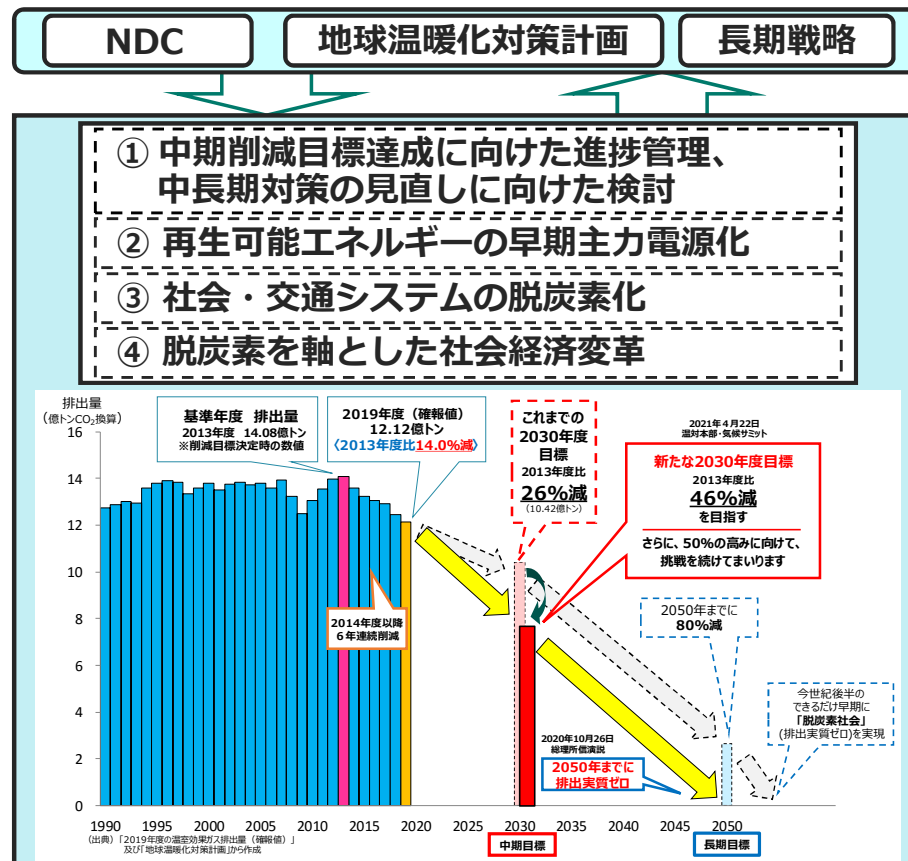 NDC
地球温暖化対策計画
長期戦略
① 中期削減目標達成に向けた進捗管理、
中長期対策の見直しに向けた検討
② 再生可能エネルギーの早期主力電源化
③ 社会・交通システムの脱炭素化
④ 脱炭素を軸とした社会経済変革
排出量
(億トンCO₂換算)
16
14
12
10
8
6
4
2
0
基準年度 排出量
2013年度 14.08億トン
※削減目標決定時の数値
2019年度（確報値）
12.12億トン
〈2013年度比14.0%減〉
2014年度以降
６年連続削減
これまでの
2030年度
目標
2013年度比
26%減
(10.42億トン)
2021年４月22日
温対本部・気候サミット
新たな2030年度目標
2013年度比
46%減
を目指す
さらに、50%の高みに向けて、
挑戦を続けてまいります
2050年までに
80%減
今世紀後半の
できるだけ早期に
「脱炭素社会」
(排出実質ゼロ)を実現
2020年10月26日
総理所信演説
2050年までに
排出実質ゼロ
1990
1995
2000
2005
2010
2015
2020
2025
2030
2035
2040
2045
2050
中期目標
長期目標
（出典）「2019年度の温室効果ガス排出量（確報値）」
及び「地球温暖化対策計画」から作成